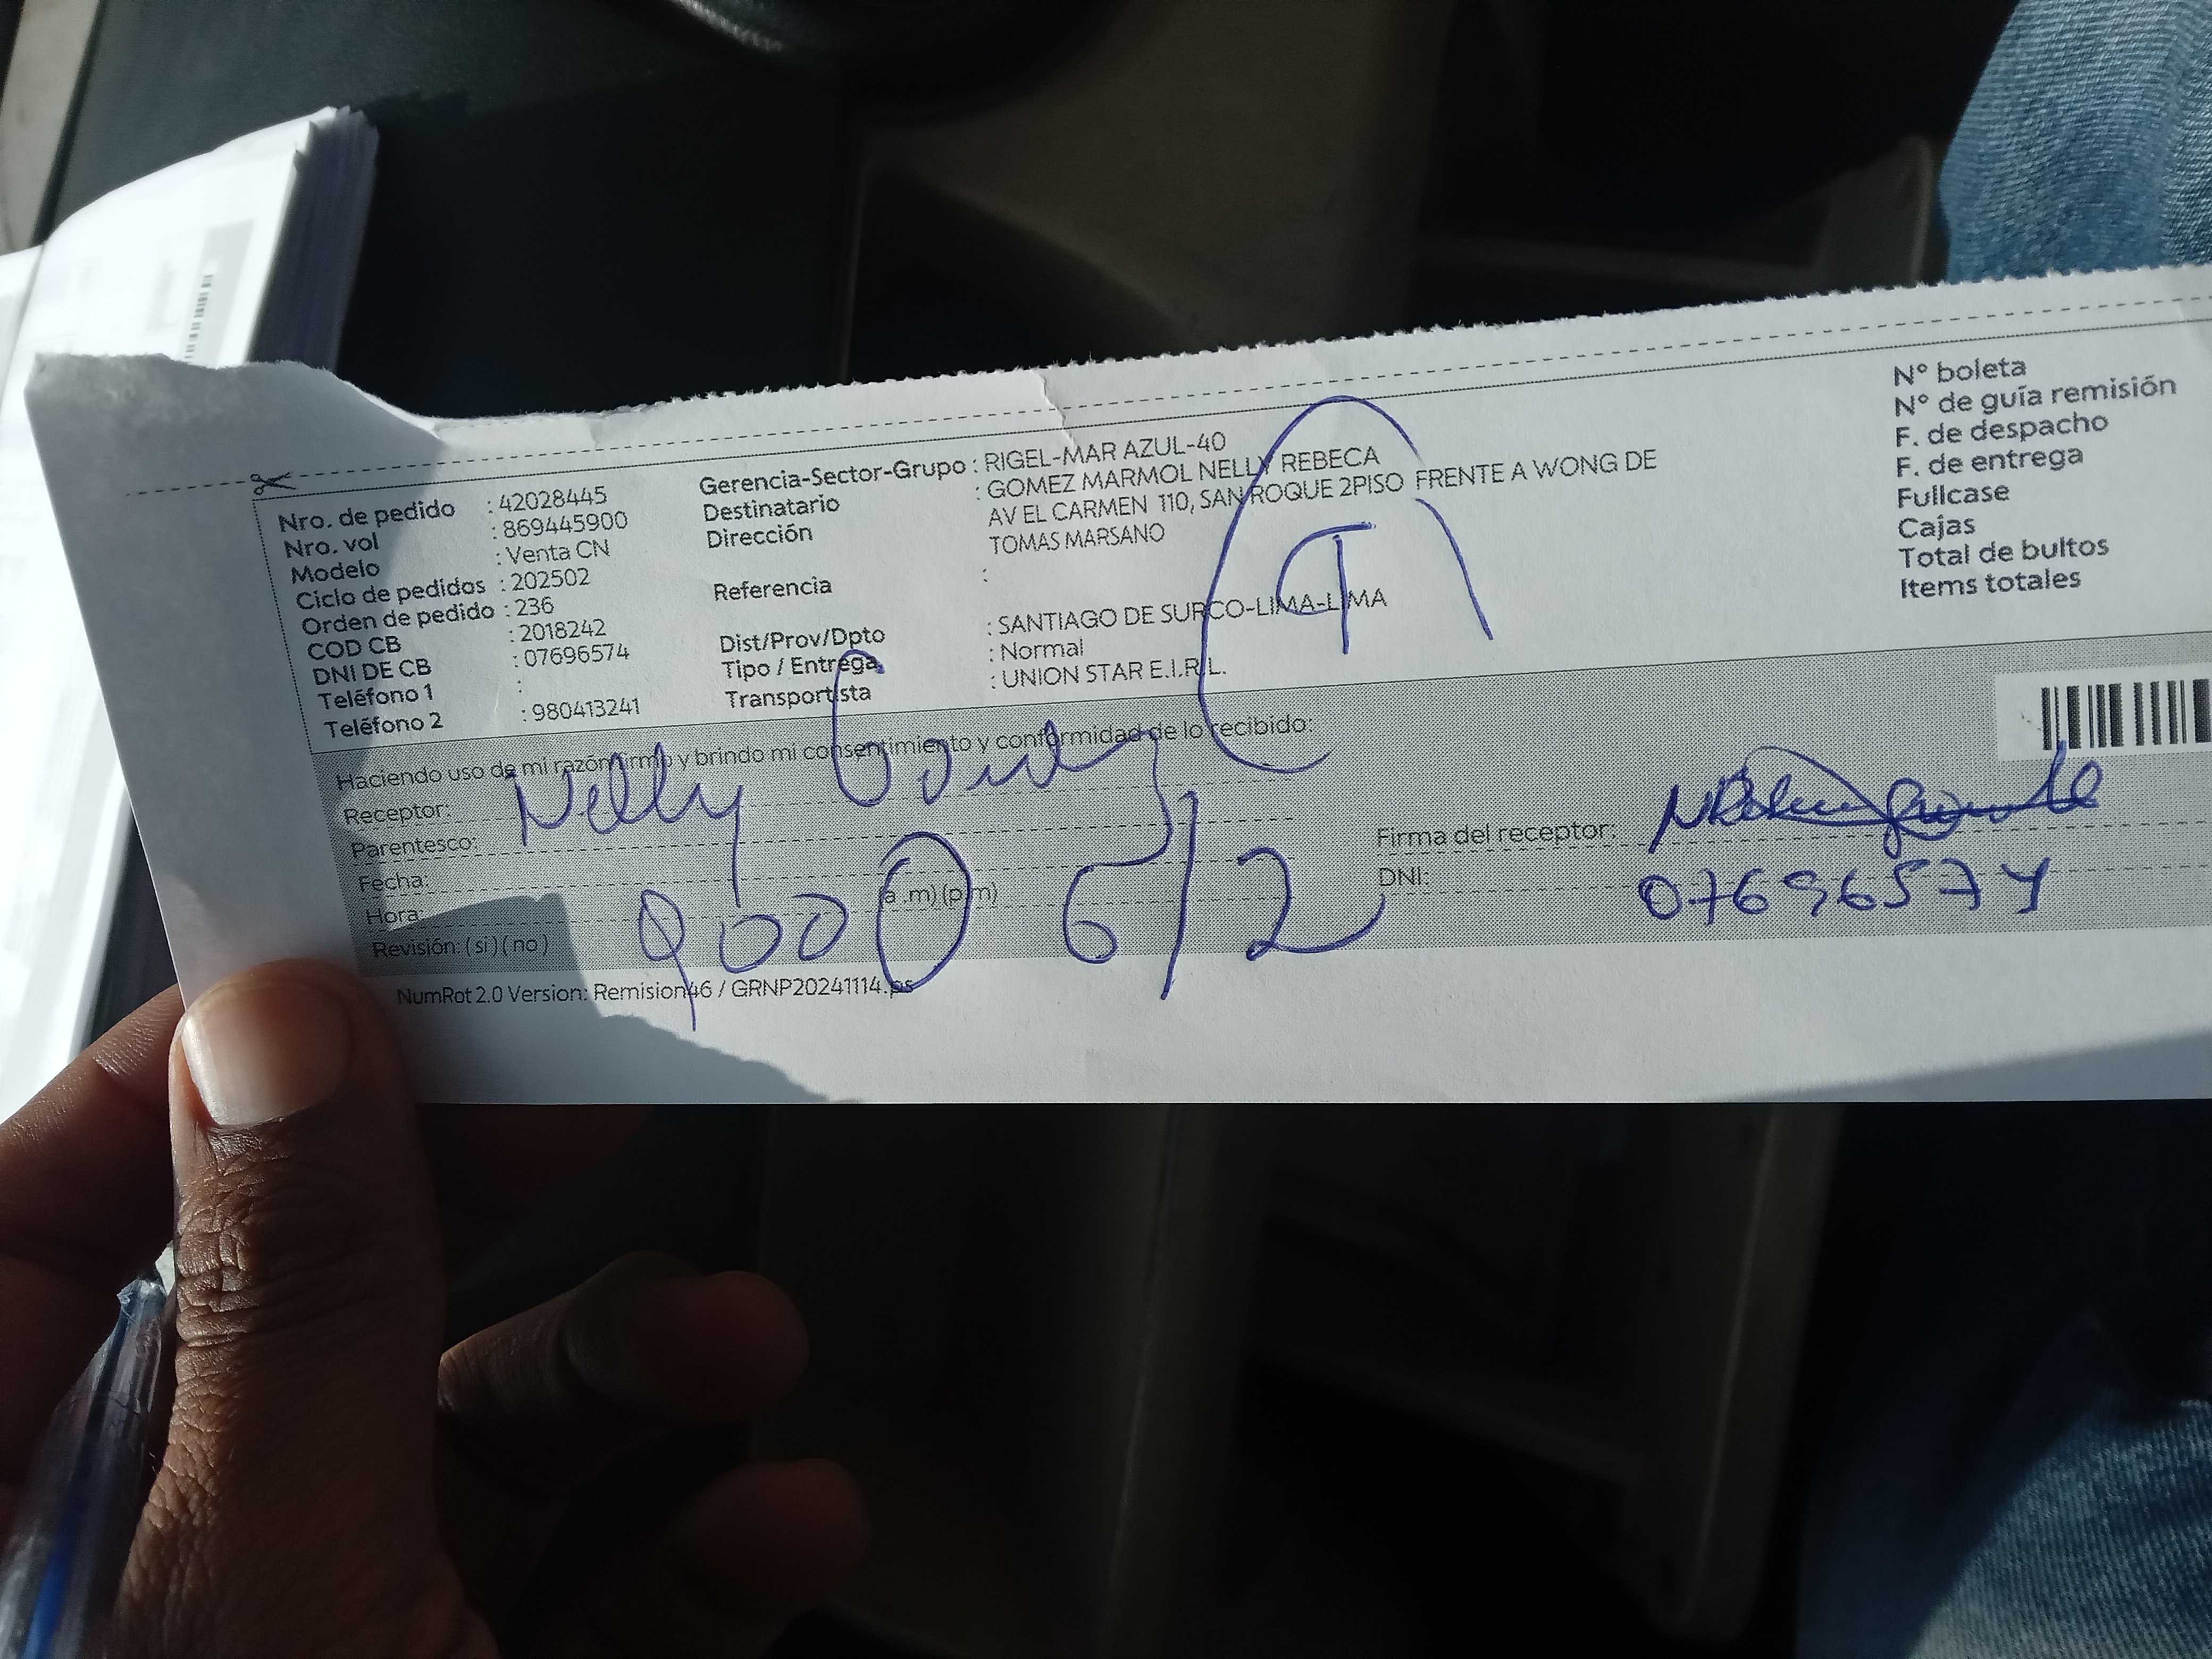 Nro. de pedido : 42028445
Nro. vol : 869445900
Modelo : Venta CN
Ciclo de pedidos : 202502
Orden de pedido : 236
COD CB : 2018242
DNI DE CB : 07696574
Teléfono 1 :
Teléfono 2 : 980413241
Gerencia-Sector-Grupo : RIGEL-MAR AZUL-40
Destinatario : GOMEZ MARMOL NELLY REBECA
Dirección AV EL CARMEN 110, SAN ROQUE 2PISO FRENTE A WONG DE
TOMAS MARSANO
Referencia :
Dist/Prov/Dpto : SANTIAGO DE SURCO-LIMA-LIMA
Tipo / Entrega : Normal
Transportista : UNION STAR E.I.R.L.
N° boleta
N° de guía remisión
F. de despacho
F. de entrega
Fullcase
Cajas
Total de bultos
Items totales
Haciendo uso de mi razón firmo y brindo mi consentimiento y conformidad de lo recibido:
Receptor: Nelly
Parentesco:
Fecha: 6/2
Hora: 900 (a .m) (p .m)
Revisión: ( si ) ( no )
Firma del receptor:
DNI: 07696574
NumRot 2.0 Version: Remision46 / GRNP20241114.ps